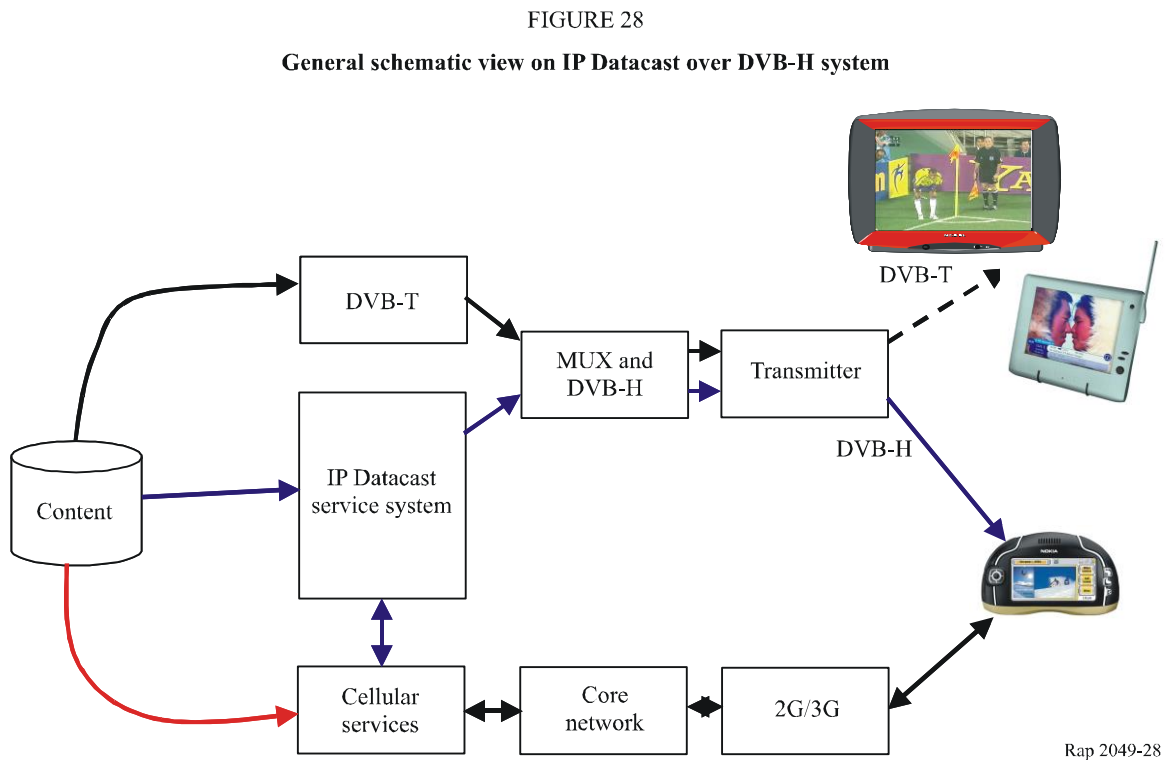 FIGURE 28
General schematic view on IP Datacast over DVB-H system
DVB-T
DVB-T
MUX and
DVB-H
Transmitter
IP Datacast
service system
Content
DVB-H
NOKIA
Cellular
services
Core
network
2G/3G
Rap 2049-28